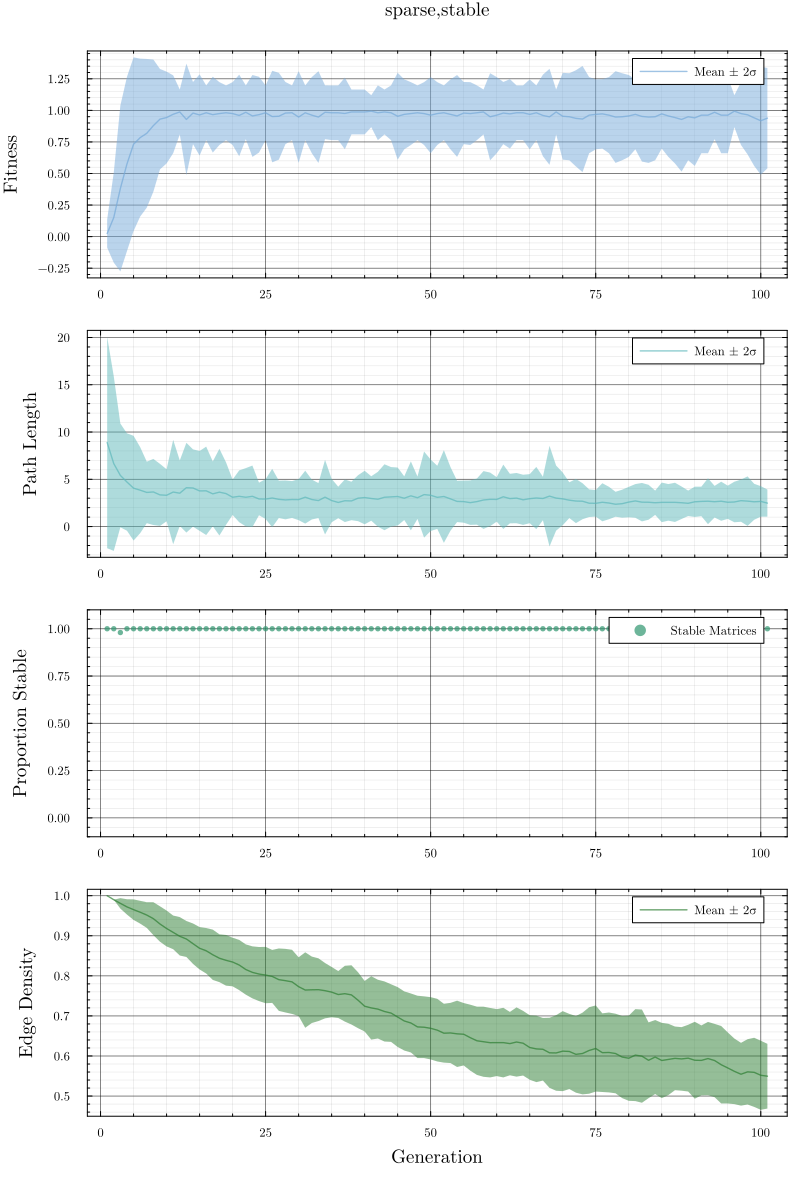 sparse,stable
Fitness
1.25
1.00
0.75
0.50
0.25
0.00
−0.25
Mean ± 2σ
0 25 50 75 100
Path Length
20
15
10
5
0
Mean ± 2σ
0 25 50 75 100
Proportion Stable
1.00
0.75
0.50
0.25
0.00
Stable Matrices
0 25 50 75 100
Edge Density
1.0
0.9
0.8
0.7
0.6
0.5
Mean ± 2σ
0 25 50 75 100
Generation